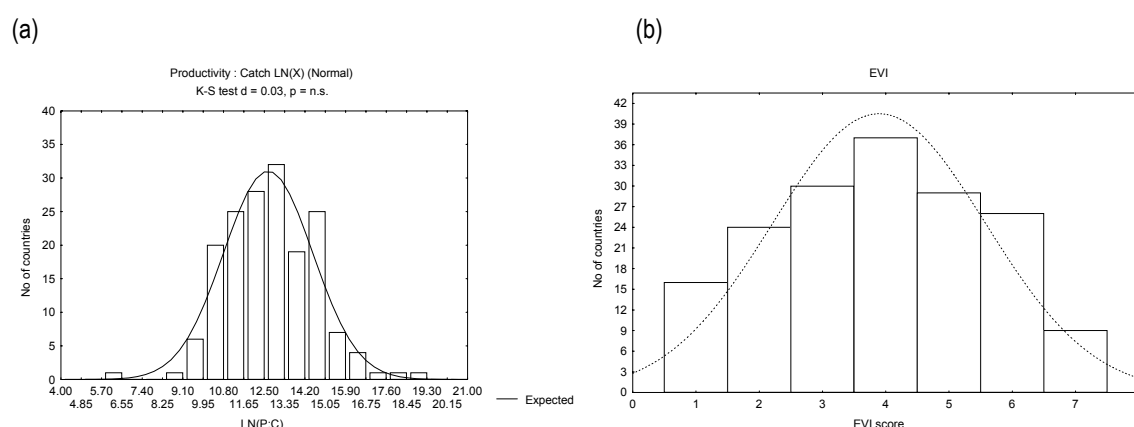 (a)
(b)
Productivity : Catch LN(X) (Normal)
K-S test d = 0.03, p = n.s.
No of countries
40
35
30
25
20
15
10
5
0
4.00 5.70 7.40 9.10 10.80 12.50 14.20 15.90 17.60 19.30 21.00
4.85 6.55 8.25 9.95 11.65 13.35 15.05 16.75 18.45 20.15
LN(P:C)
Expected
EVI
No of countries
42
39
36
33
30
27
24
21
18
15
12
9
6
3
0
0 1 2 3 4 5 6 7
EVI score